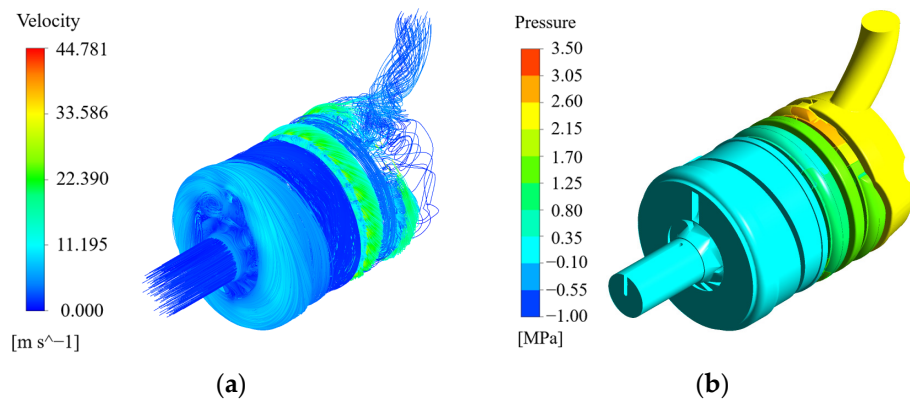 Velocity
44.781
33.586
22.390
11.195
0.000
[m s^−1]
(a)
Pressure
3.50
3.05
2.60
2.15
1.70
1.25
0.80
0.35
−0.10
−0.55
−1.00
[MPa]
(b)